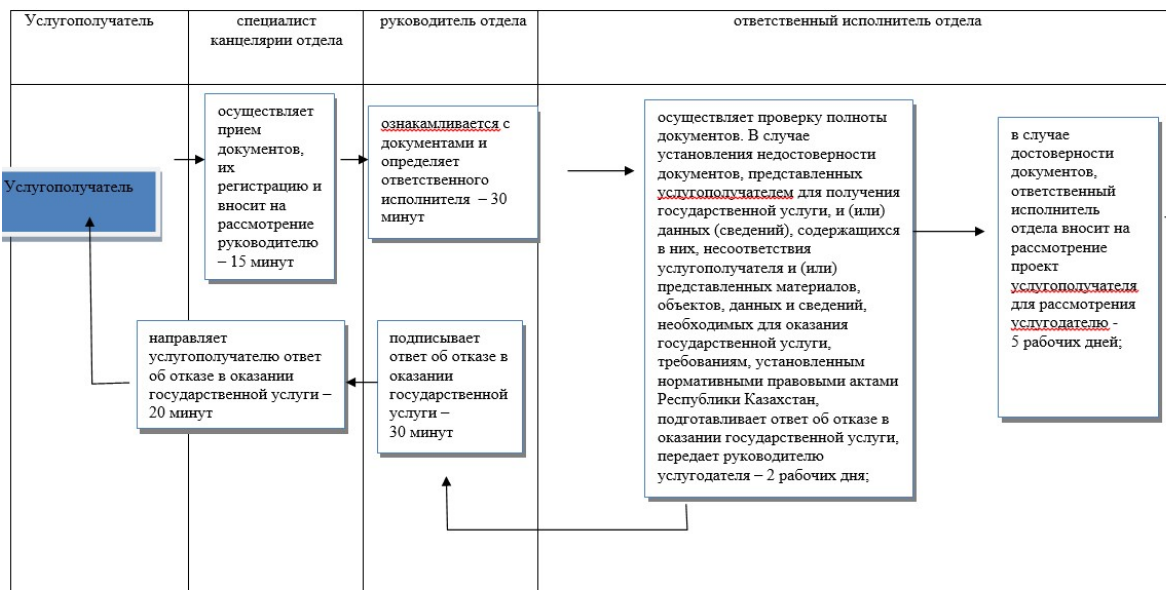 Услугополучатель
специалист
канцелярии отдела
руководитель отдела
ответственный исполнитель отдела
Услугополучатель
осуществляет
прием
документов,
их
регистрацию и
вносит на
рассмотрение
руководителю
– 15 минут
ознакамливается с
документами и
определяет
ответственного
исполнителя – 30
минут
осуществляет проверку полноты
документов. В случае
установления недостоверности
документов, представленных
услугополучателем для получения
государственной услуги, и (или)
данных (сведений), содержащихся
в них, несоответствия
услугополучателя и (или)
представленных материалов,
объектов, данных и сведений,
необходимых для оказания
государственной услуги,
требованиям, установленным
нормативными правовыми актами
Республики Казахстан,
подготавливает ответ об отказе в
оказании государственной услуги,
передает руководителю
услугодателя – 2 рабочих дня;
в случае
достоверности
документов,
ответственный
исполнитель
отдела вносит на
рассмотрение
проект
услугополучателя
для рассмотрения
услугодателю -
5 рабочих дней;
направляет
услугополучателю ответ
об отказе в оказании
государственной услуги –
20 минут
подписывает
ответ об отказе в
оказании
государственной
услуги –
30 минут